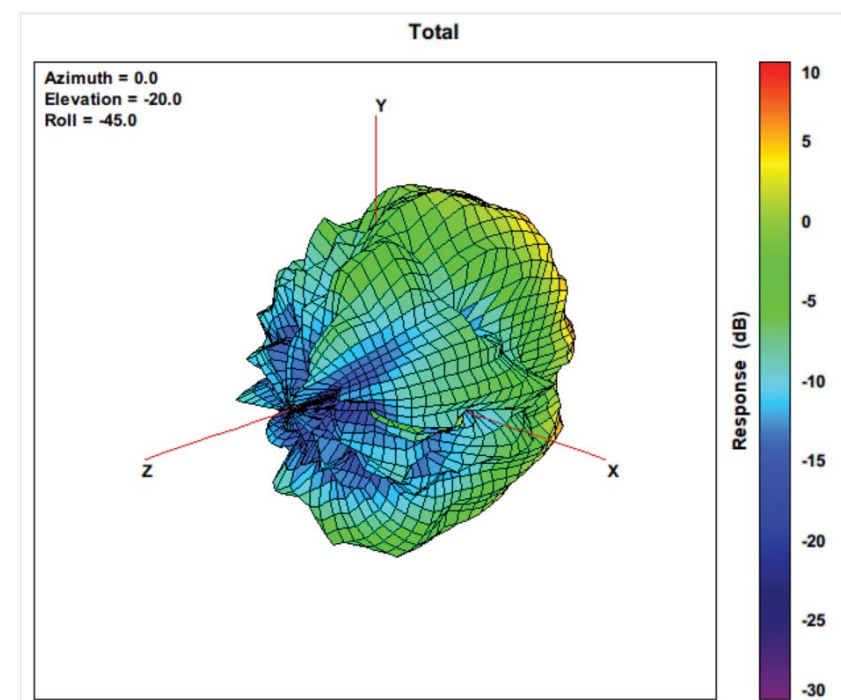 Total
Azimuth = 0.0
Elevation = -20.0
Roll = -45.0
Y
Z
X
10
5
0
-5
-10
-15
-20
-25
-30
Response (dB)